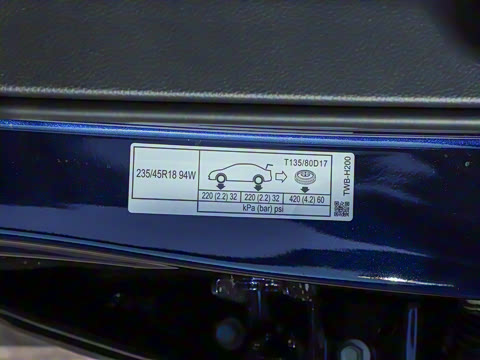 235/45R18 94W
T135/80D17
220 (2.2) 32 220 (2.2) 32 420 (4.2) 60
kPa (bar) psi
TWB-H200